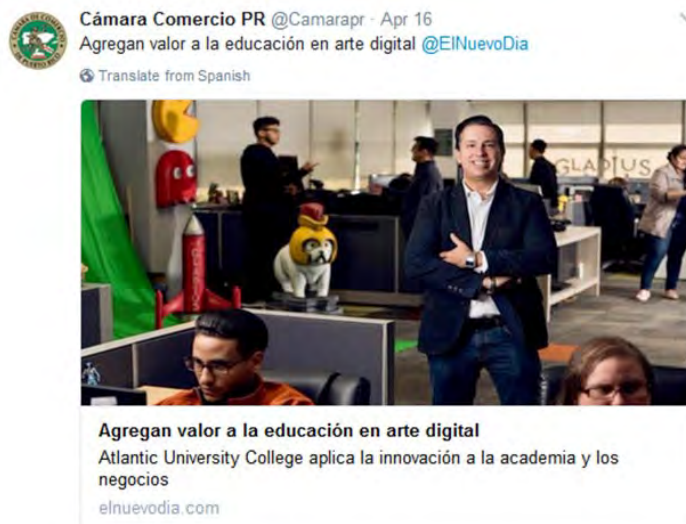 Cámara Comercio PR @Camarapr · Apr 16
Agregan valor a la educación en arte digital @ElNuevoDia
Translate from Spanish
GLADIUS
Agregan valor a la educación en arte digital
Atlantic University College aplica la innovación a la academia y los
negocios
elnuevodia.com